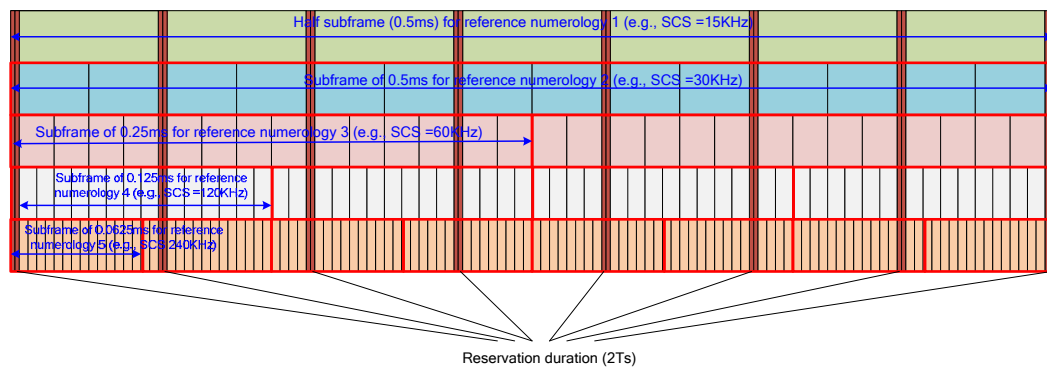 Half subframe (0.5ms) for reference numerology 1 (e.g., SCS =15KHz)
Subframe of 0.5ms for reference numerology 2 (e.g., SCS =30KHz)
Subframe of 0.25ms for reference numerology 3 (e.g., SCS =60KHz)
Subframe of 0.125ms for reference
numerology 4 (e.g., SCS =120KHz)
Subframe of 0.0625ms for reference
numerology 5 (e.g., SCS 240KHz)
Reservation duration (2Ts)